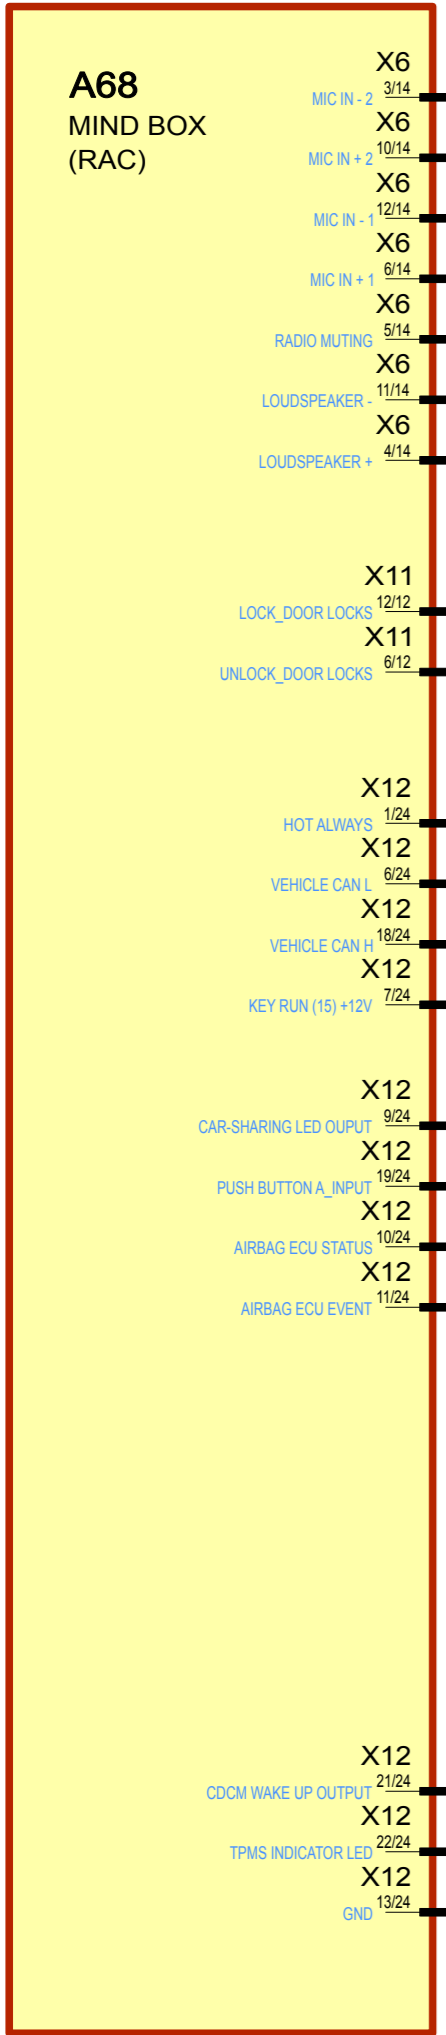 A68
MIND BOX
(RAC)
X6
MIC IN - 2 3/14
X6
MIC IN + 2 10/14
X6
MIC IN - 1 12/14
X6
MIC IN + 1 6/14
X6
RADIO MUTING 5/14
X6
LOUDSPEAKER - 11/14
X6
LOUDSPEAKER + 4/14
X11
LOCK_DOOR LOCKS 12/12
X11
UNLOCK_DOOR LOCKS 6/12
X12
HOT ALWAYS 1/24
X12
VEHICLE CAN L 6/24
X12
VEHICLE CAN H 18/24
X12
KEY RUN (15) +12V 7/24
X12
CAR-SHARING LED OUPUT 9/24
X12
PUSH BUTTON A_INPUT 19/24
X12
AIRBAG ECU STATUS 10/24
X12
AIRBAG ECU EVENT 11/24
X12
CDCM WAKE UP OUTPUT 21/24
X12
TPMS INDICATOR LED 22/24
X12
GND 13/24